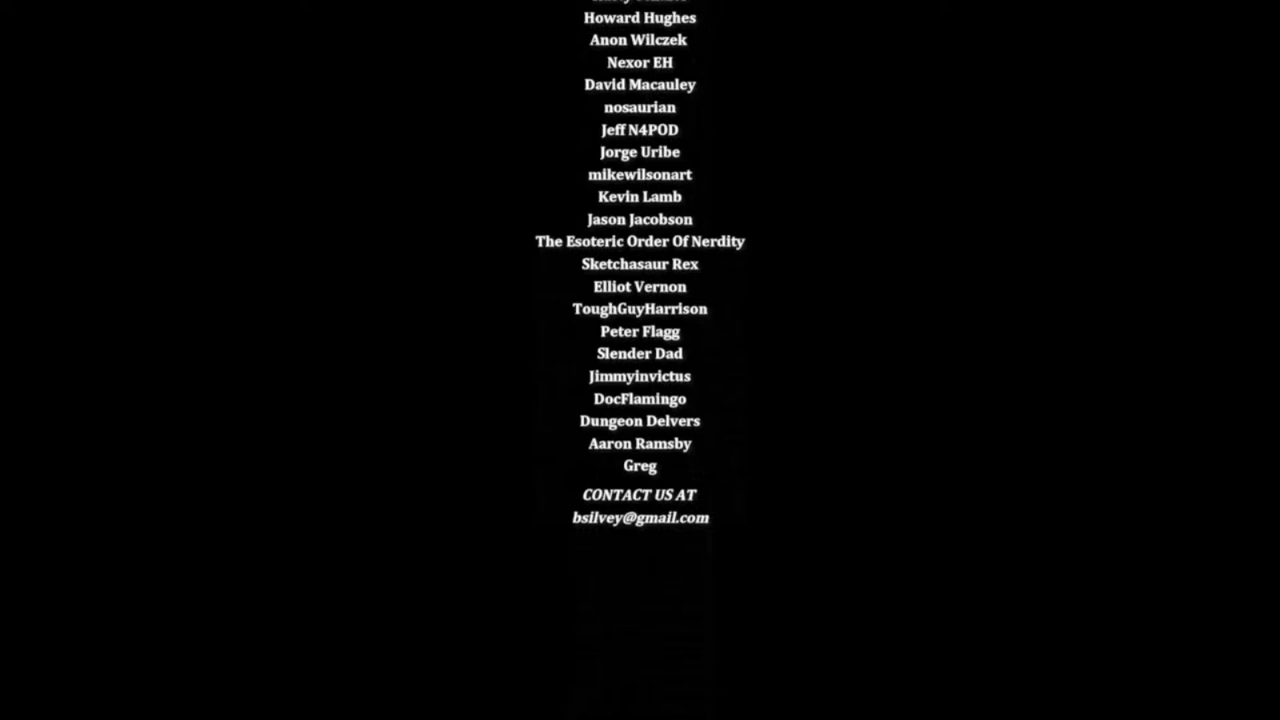 Howard Hughes
Anon Wilczek
Nexor EH
David Macauley
nosaurian
Jeff N4POD
Jorge Uribe
mikewilsonart
Kevin Lamb
Jason Jacobson
The Esoteric Order Of Nerdity
Sketchasaur Rex
Elliot Vernon
ToughGuyHarrison
Peter Flagg
Slender Dad
Jimmyinvictus
DocFlamingo
Dungeon Delvers
Aaron Ramsby
Greg
CONTACT US AT
bsilvey@gmail.com